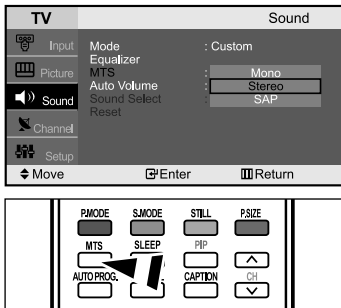 TV Sound
Input
Picture
Sound
Channel
Setup
Mode : Custom
Equalizer
MTS : Mono
Auto Volume : Stereo
Sound Select : SAP
Reset
Move Enter Return
P.MODE S.MODE STILL P.SIZE
MTS SLEEP PIP
AUTO PROG. CAPTION CH